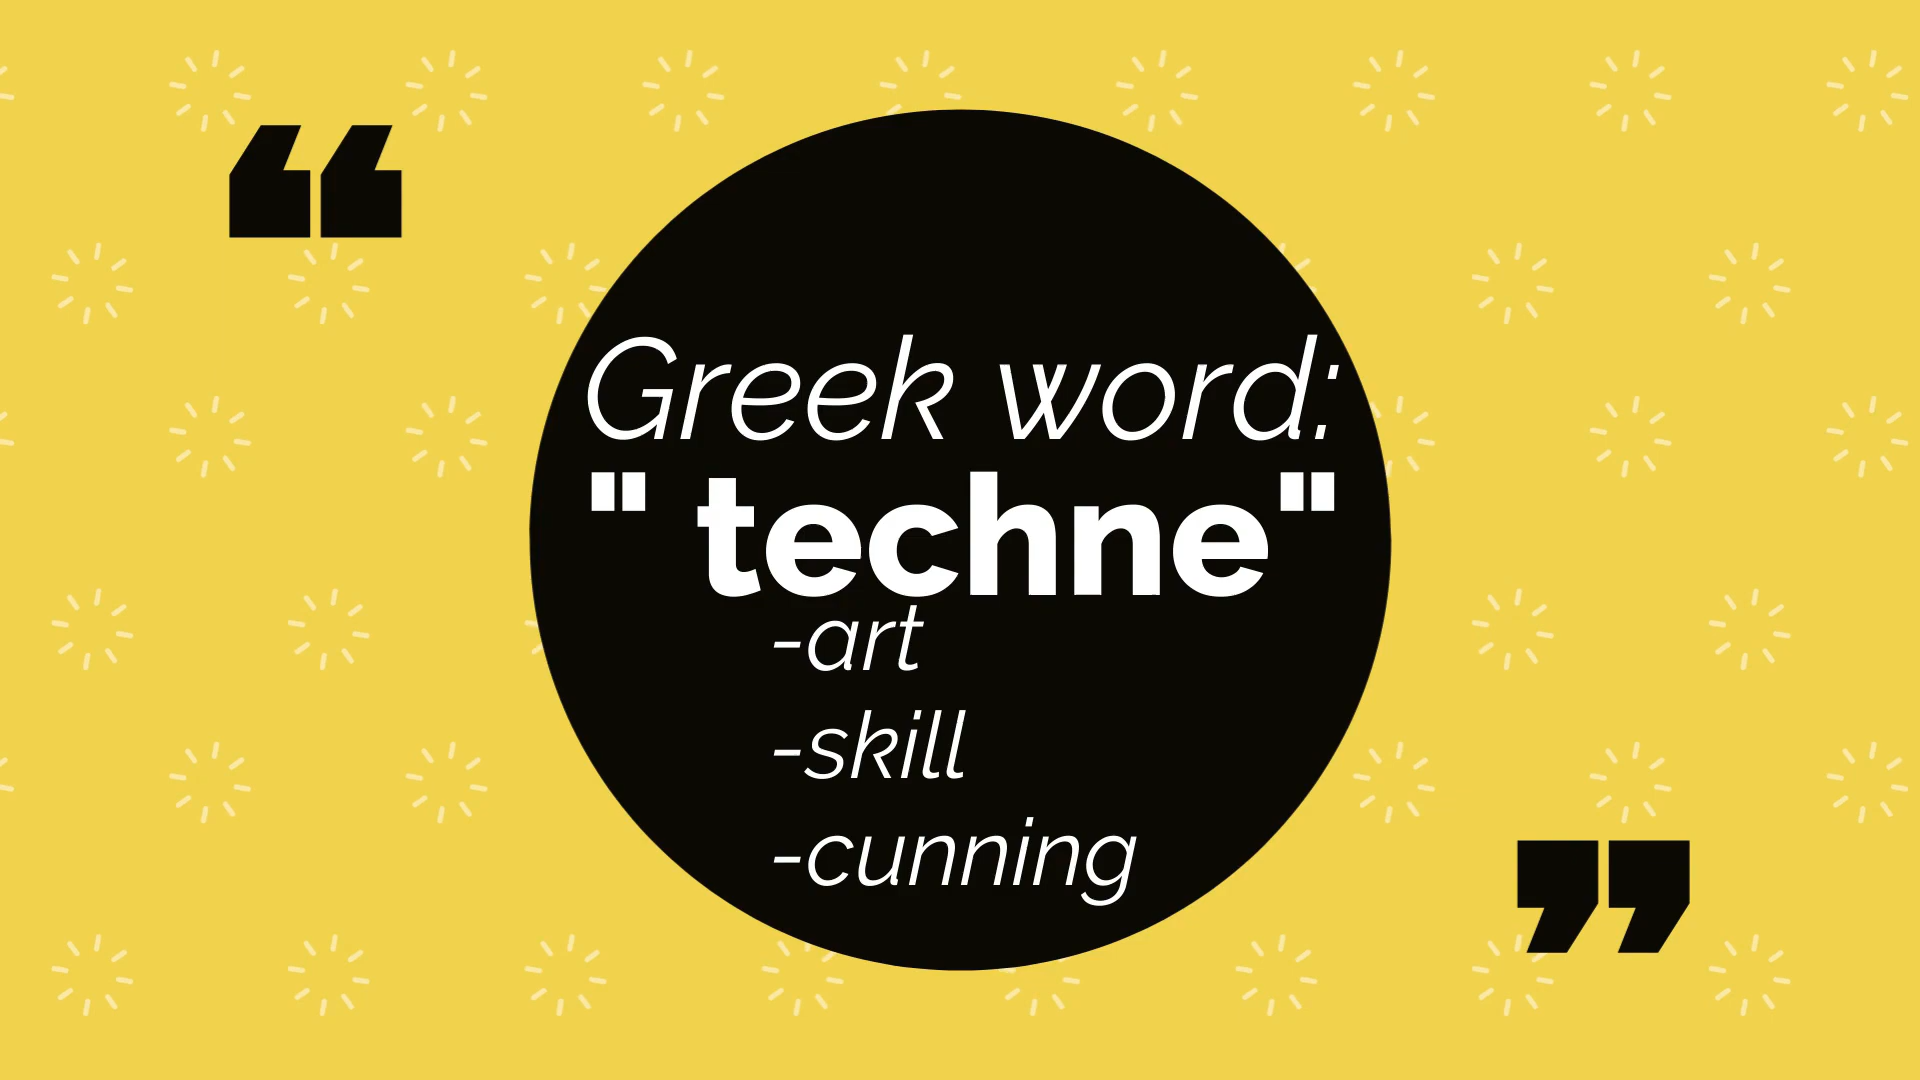 “
Greek word:
" techne"
-art
-skill
-cunning
”